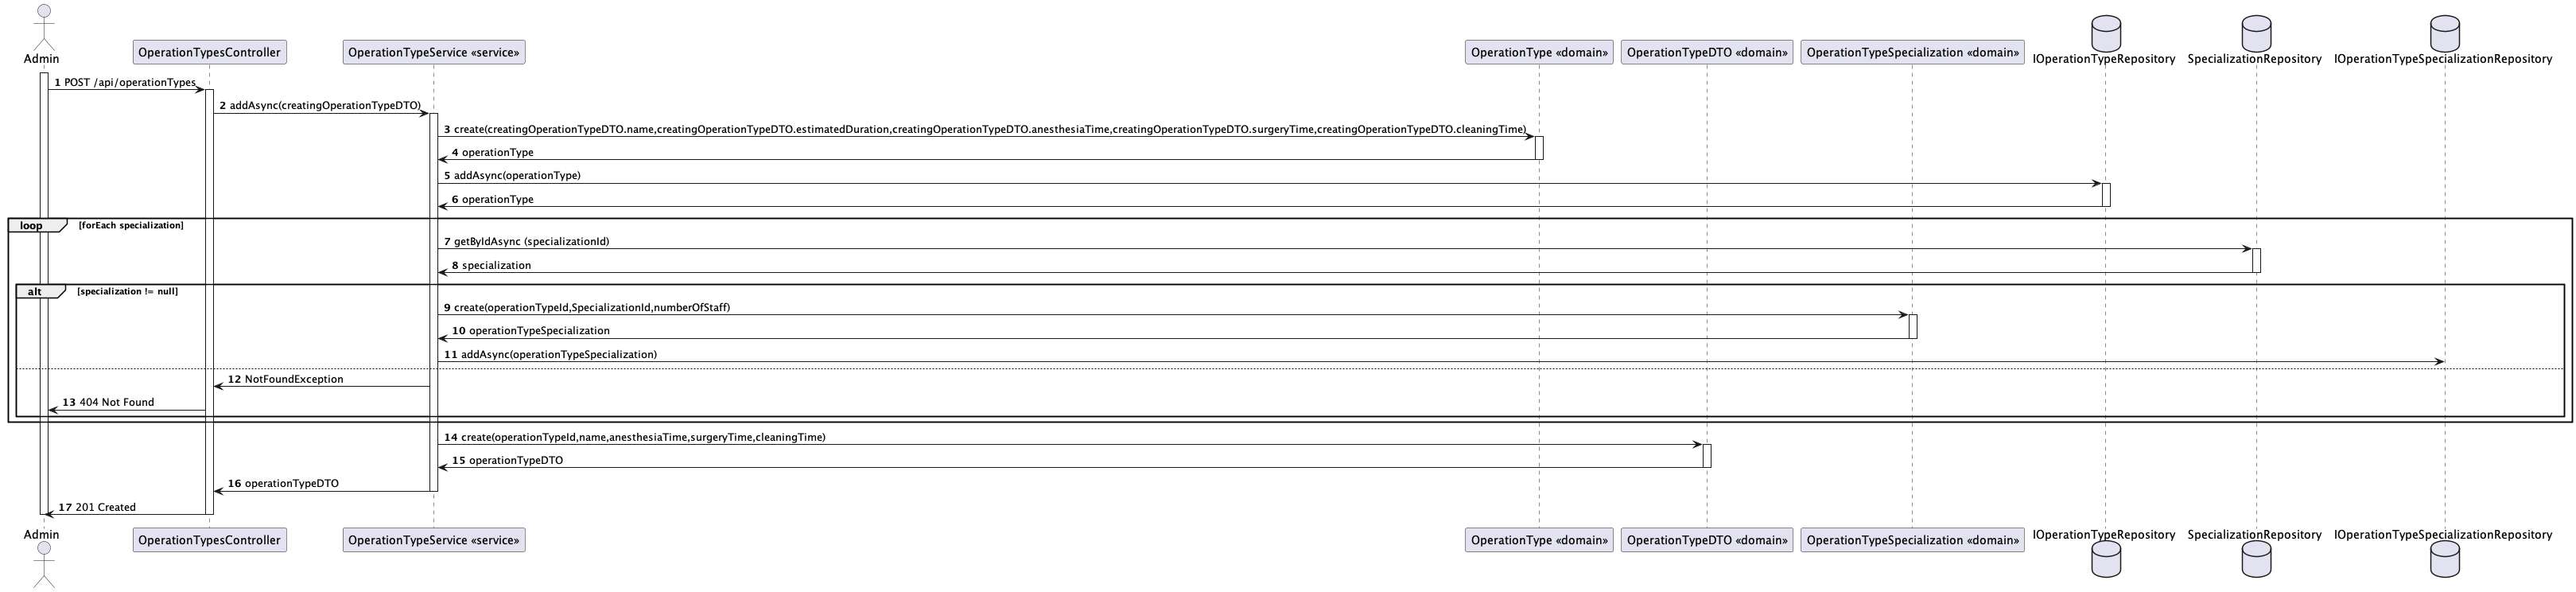 Admin
OperationTypesController
OperationTypeService «service»
OperationType «domain»
OperationTypeDTO «domain»
OperationTypeSpecialization «domain»
IOperationTypeRepository
SpecializationRepository
IOperationTypeSpecializationRepository
1 POST /api/operationTypes
2 addAsync(creatingOperationTypeDTO)
3 create(creatingOperationTypeDTO.name,creatingOperationTypeDTO.estimatedDuration,creatingOperationTypeDTO.anesthesiaTime,creatingOperationTypeDTO.surgeryTime,creatingOperationTypeDTO.cleaningTime)
4 operationType
5 addAsync(operationType)
6 operationType
loop [forEach specialization]
7 getByIdAsync (specializationId)
8 specialization
alt [specialization != null]
9 create(operationTypeId,SpecializationId,numberOfStaff)
10 operationTypeSpecialization
11 addAsync(operationTypeSpecialization)
12 NotFoundException
13 404 Not Found
14 create(operationTypeId,name,anesthesiaTime,surgeryTime,cleaningTime)
15 operationTypeDTO
16 operationTypeDTO
17 201 Created
Admin
OperationTypesController
OperationTypeService «service»
OperationType «domain»
OperationTypeDTO «domain»
OperationTypeSpecialization «domain»
IOperationTypeRepository
SpecializationRepository
IOperationTypeSpecializationRepository